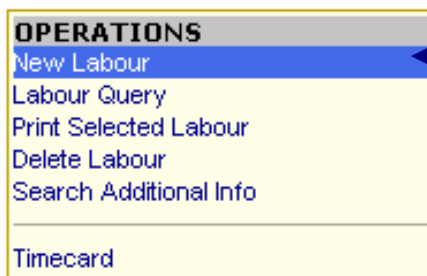 OPERATIONS
New Labour
Labour Query
Print Selected Labour
Delete Labour
Search Additional Info
Timecard